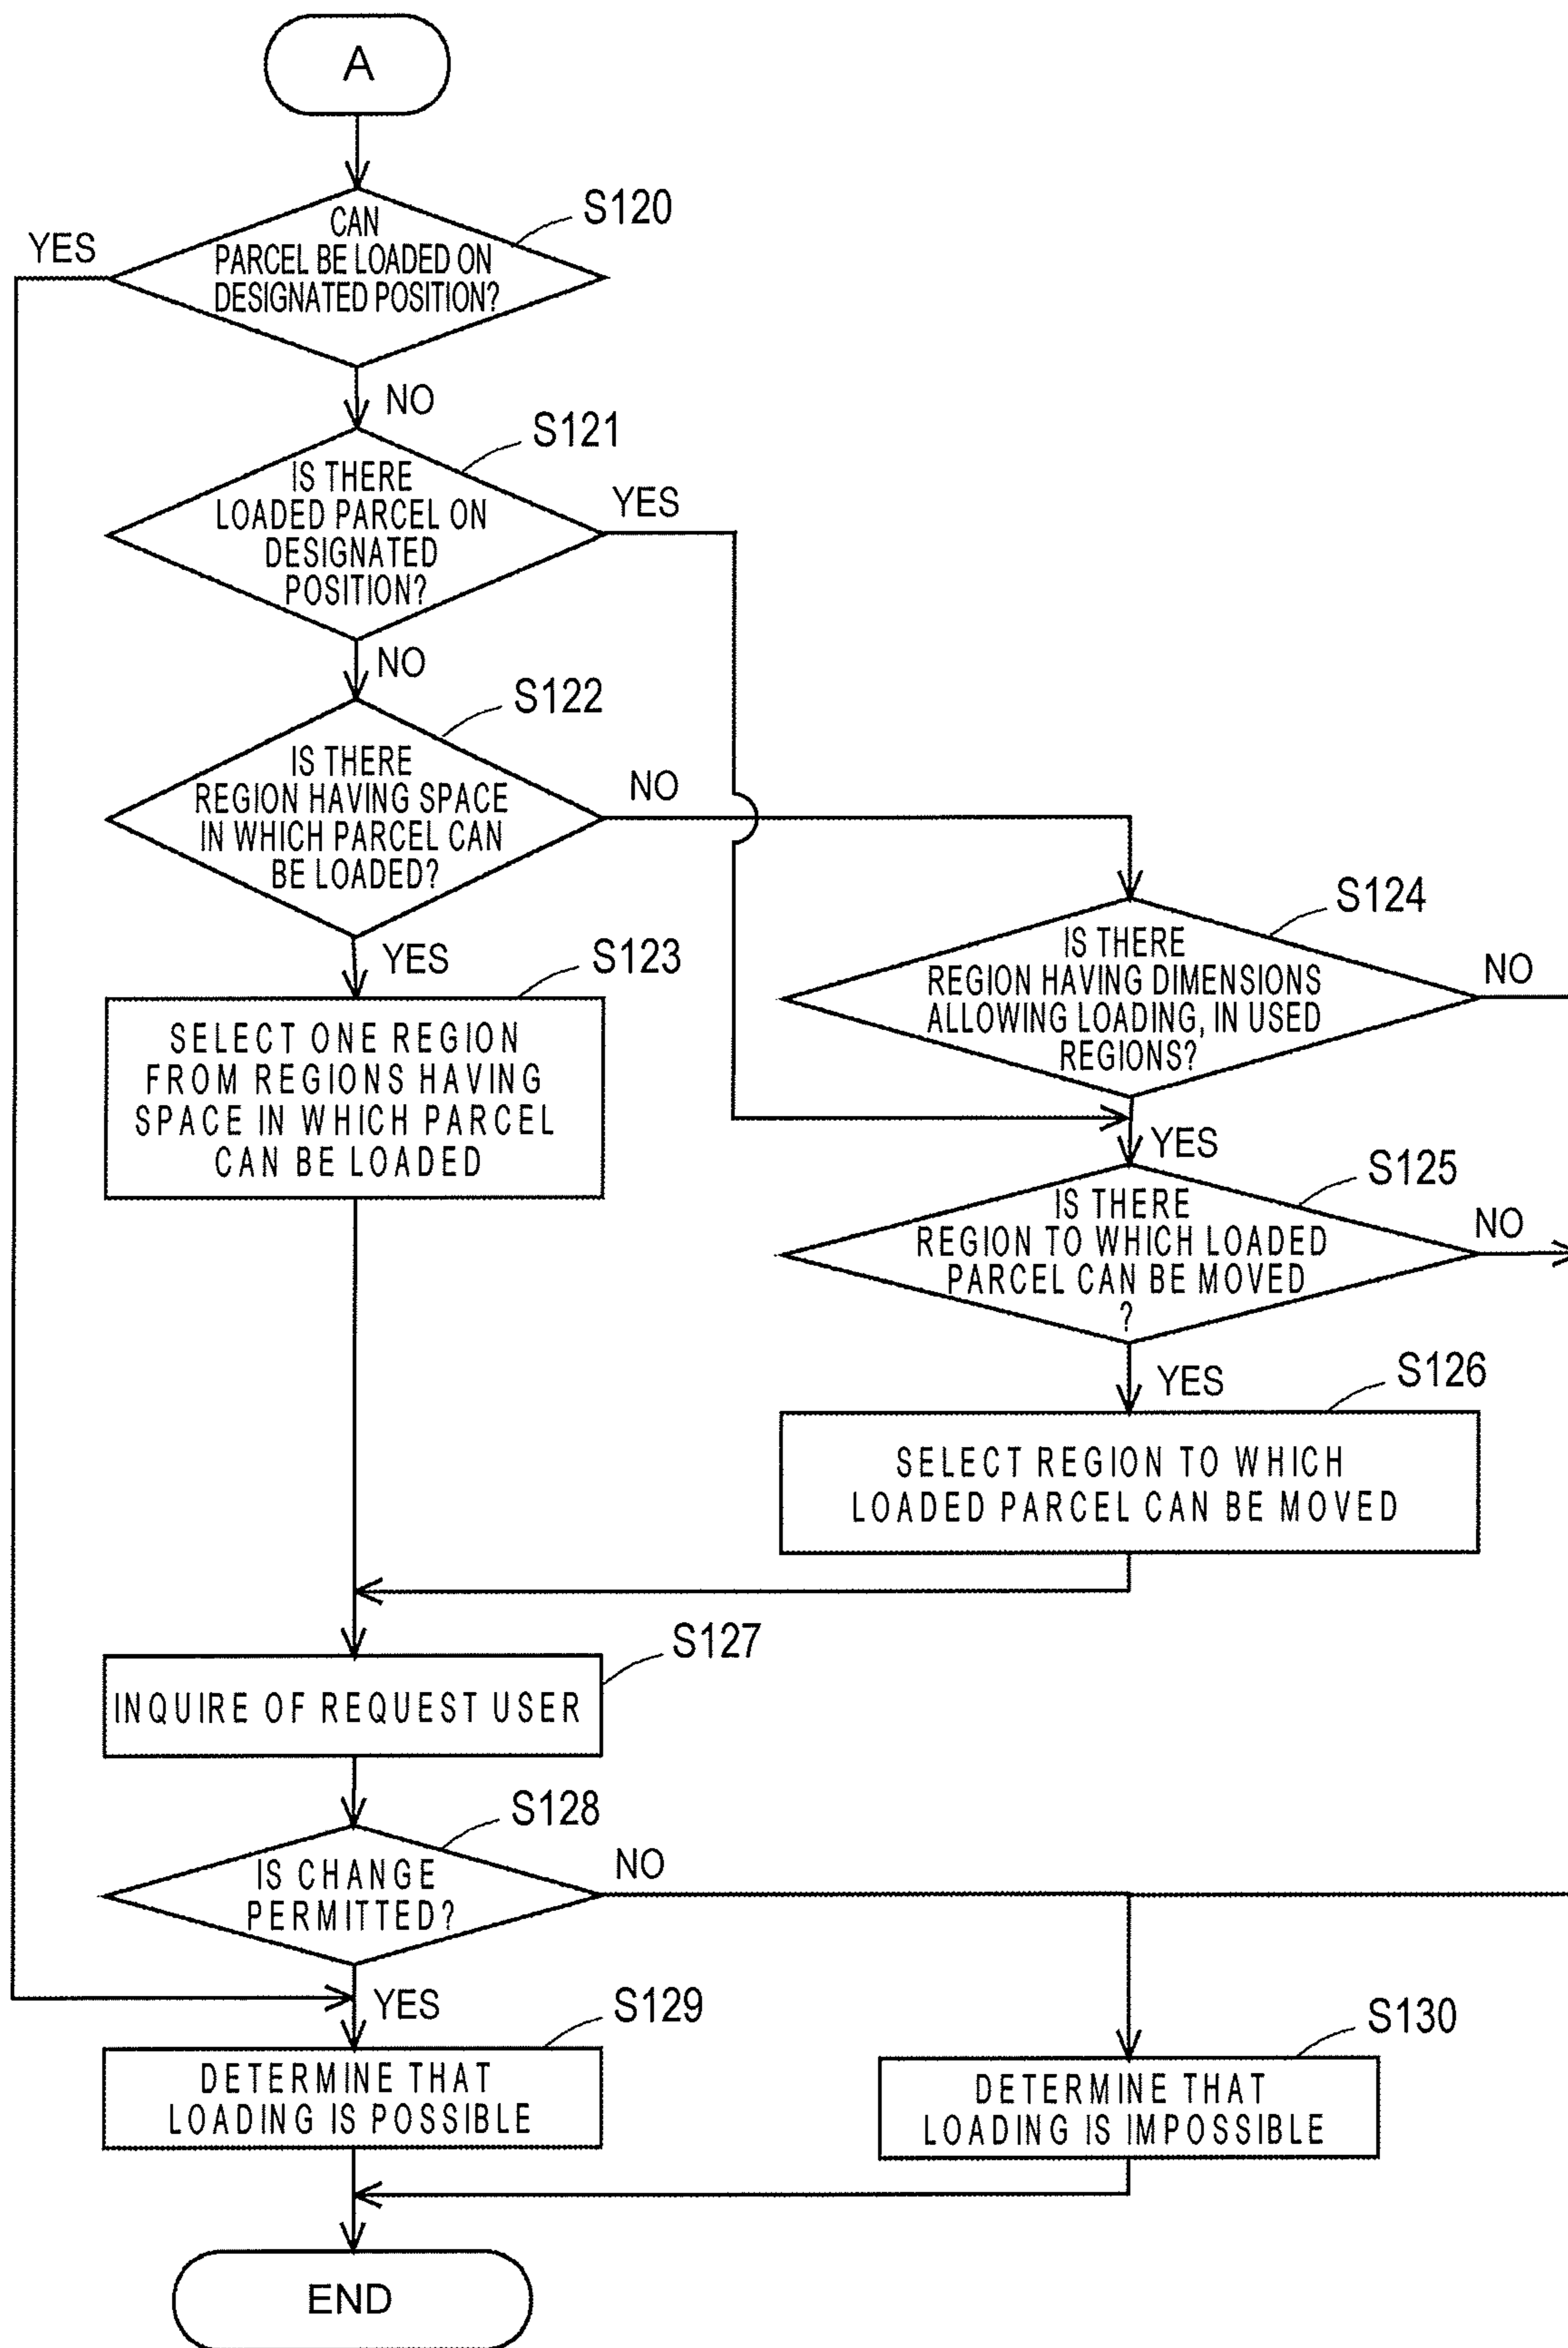 A
S120
YES
CAN
PARCEL BE LOADED ON
DESIGNATED POSITION?
NO
S121
IS THERE
LOADED PARCEL ON
DESIGNATED
POSITION?
YES
NO
S122
IS THERE
REGION HAVING SPACE
IN WHICH PARCEL CAN
BE LOADED?
NO
YES
S123
SELECT ONE REGION
FROM REGIONS HAVING
SPACE IN WHICH PARCEL
CAN BE LOADED
S124
IS THERE
REGION HAVING DIMENSIONS
ALLOWING LOADING, IN USED
REGIONS?
NO
YES
S125
IS THERE
REGION TO WHICH LOADED
PARCEL CAN BE MOVED
?
NO
YES
S126
SELECT REGION TO WHICH
LOADED PARCEL CAN BE MOVED
S127
INQUIRE OF REQUEST USER
S128
IS CHANGE
PERMITTED?
NO
YES
S129
DETERMINE THAT
LOADING IS POSSIBLE
S130
DETERMINE THAT
LOADING IS IMPOSSIBLE
END